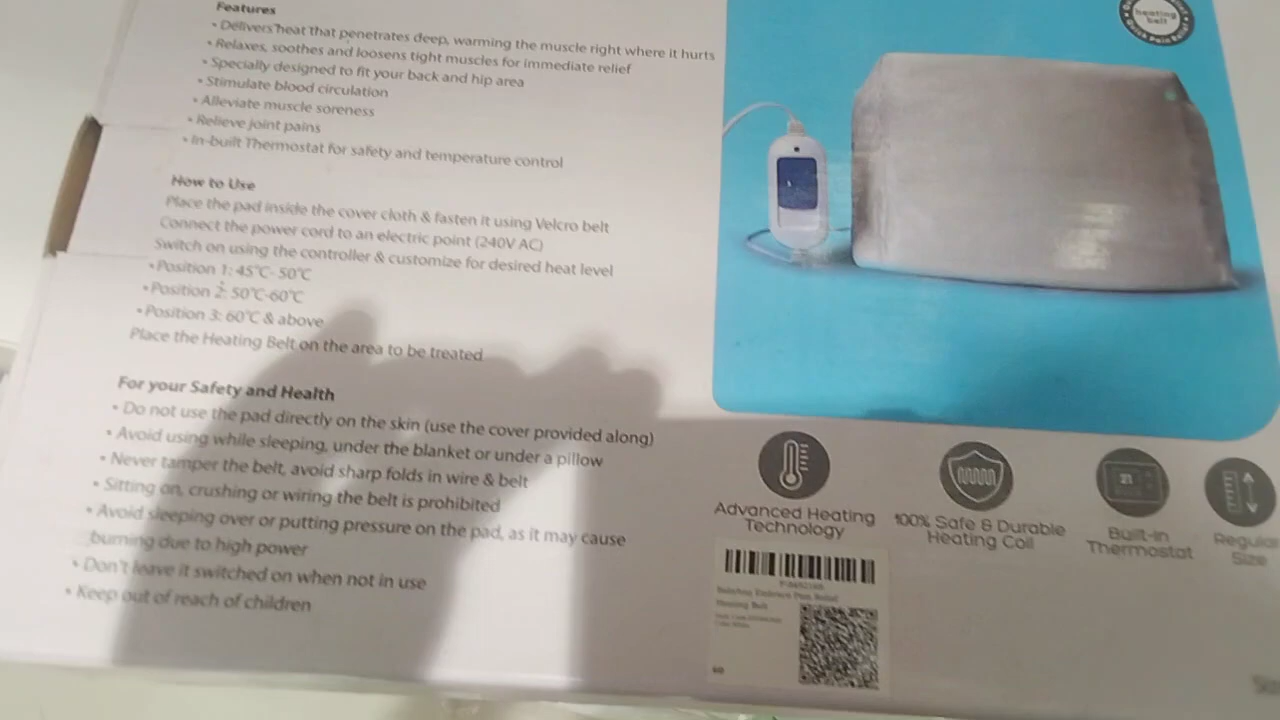 Features
• Delivers heat that penetrates deep, warming the muscle right where it hurts
• Relaxes, soothes and loosens tight muscles for immediate relief
• Specially designed to fit your back and hip area
• Stimulate blood circulation
• Alleviate muscle soreness
• Relieve joint pains
• In-built Thermostat for safety and temperature control
How to Use
Place the pad inside the cover cloth & fasten it using Velcro belt
Connect the power cord to an electric point (240V AC)
Switch on using the controller & customize for desired heat level
• Position 1: 45°C- 50°C
• Position 2: 50°C-60°C
• Position 3: 60°C & above
Place the Heating Belt on the area to be treated
For your Safety and Health
• Do not use the pad directly on the skin (use the cover provided along)
• Avoid using while sleeping, under the blanket or under a pillow
• Never tamper the belt, avoid sharp folds in wire & belt
• Sitting on, crushing or wiring the belt is prohibited
• Avoid sleeping over or putting pressure on the pad, as it may cause
burning due to high power
• Don't leave it switched on when not in use
• Keep out of reach of children
heating
belt
Advanced Heating
Technology
100% Safe & Durable
Heating Coil
21
Built-in
Thermostat
Regular
Size
Pain Relief
Heating Belt